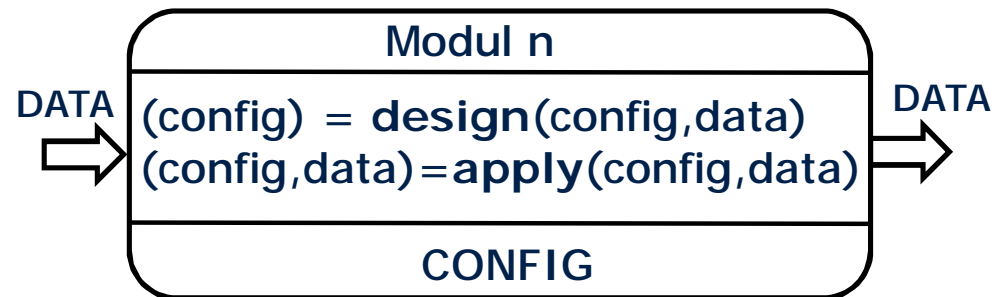 Modul n
DATA
(config) = design(config,data)
(config,data)=apply(config,data)
DATA
CONFIG